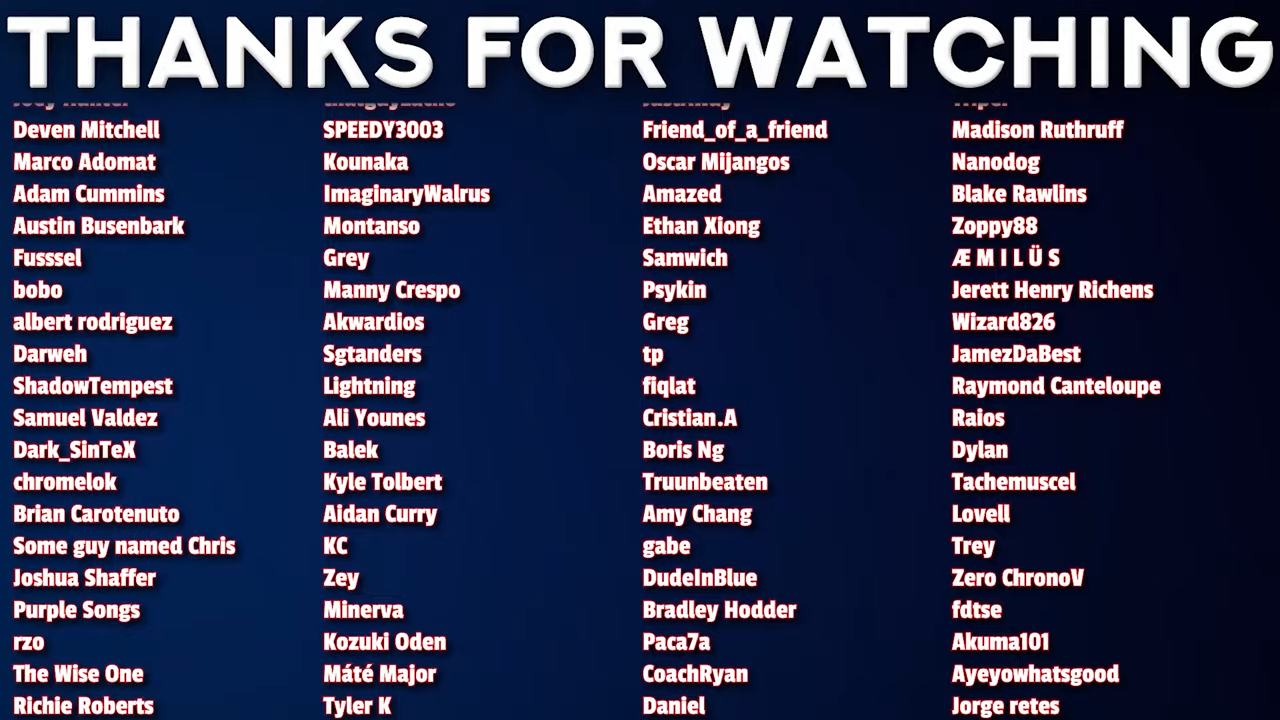 THANKS FOR WATCHING
Deven Mitchell
Marco Adomat
Adam Cummins
Austin Busenbark
Fusssel
bobo
albert rodriguez
Darweh
ShadowTempest
Samuel Valdez
Dark_SinTeX
chromelok
Brian Carotenuto
Some guy named Chris
Joshua Shaffer
Purple Songs
rzo
The Wise One
Richie Roberts
SPEEDY3003
Kounaka
ImaginaryWalrus
Montanso
Grey
Manny Crespo
Akwardios
Sgtanders
Lightning
Ali Younes
Balek
Kyle Tolbert
Aidan Curry
KC
Zey
Minerva
Kozuki Oden
Máté Major
Tyler K
Friend_of_a_friend
Oscar Mijangos
Amazed
Ethan Xiong
Samwich
Psykin
Greg
tp
fiqlat
Cristian.A
Boris Ng
Truunbeaten
Amy Chang
gabe
DudeInBlue
Bradley Hodder
Paca7a
CoachRyan
Daniel
Madison Ruthruff
Nanodog
Blake Rawlins
Zoppy88
Æ M I L Ü S
Jerett Henry Richens
Wizard826
JamezDaBest
Raymond Canteloupe
Raios
Dylan
Tachemuscel
Lovell
Trey
Zero ChronoV
fdtse
Akuma101
Ayeyowhatsgood
Jorge retes